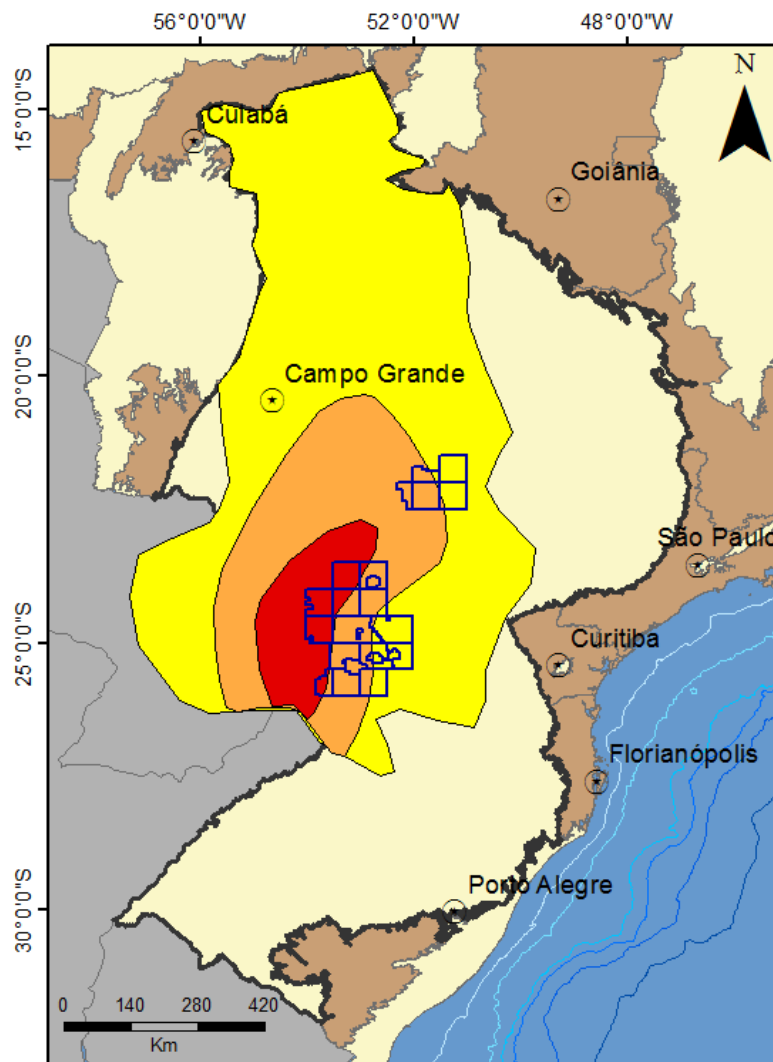 56°0'0"W 52°0'0"W 48°0'0"W
15°0'0"S
N
Cuiabá
Goiânia
20°0'0"S
Campo Grande
São Paulo
25°0'0"S
Curitiba
Florianópolis
30°0'0"S
Porto Alegre
0 140 280 420
Km